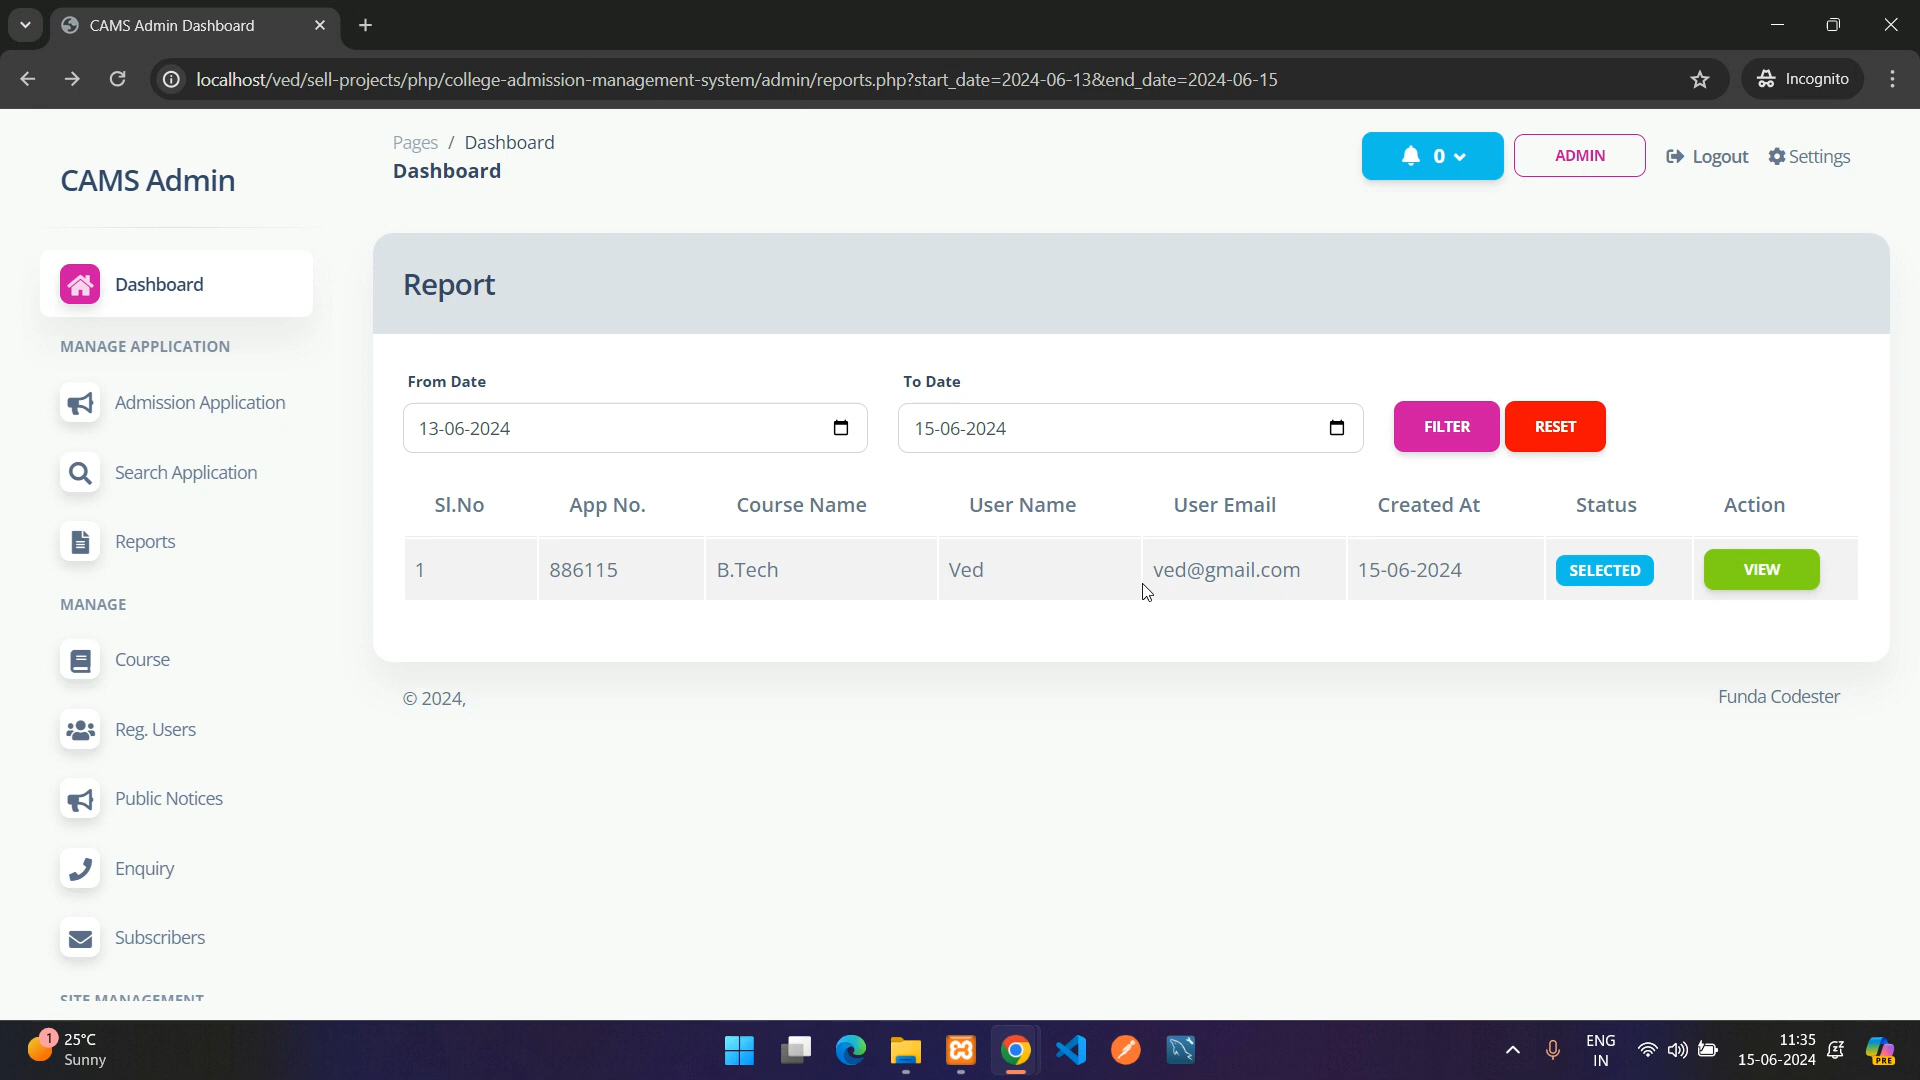 CAMS Admin Dashboard
localhost/ved/sell-projects/php/college-admission-management-system/admin/reports.php?start_date=2024-06-13&end_date=2024-06-15
Incognito
CAMS Admin
Pages / Dashboard
Dashboard
0
ADMIN
Logout
Settings
Dashboard
MANAGE APPLICATION
Admission Application
Search Application
Reports
MANAGE
Course
Reg. Users
Public Notices
Enquiry
Subscribers
SITE MANAGEMENT
Report
From Date
To Date
13-06-2024
15-06-2024
FILTER
RESET
Sl.No App No. Course Name User Name User Email Created At Status Action
1 886115 B.Tech Ved ved@gmail.com 15-06-2024 SELECTED VIEW
© 2024,
Funda Codester
1
25°C
Sunny
ENG
IN
11:35
15-06-2024
PRE